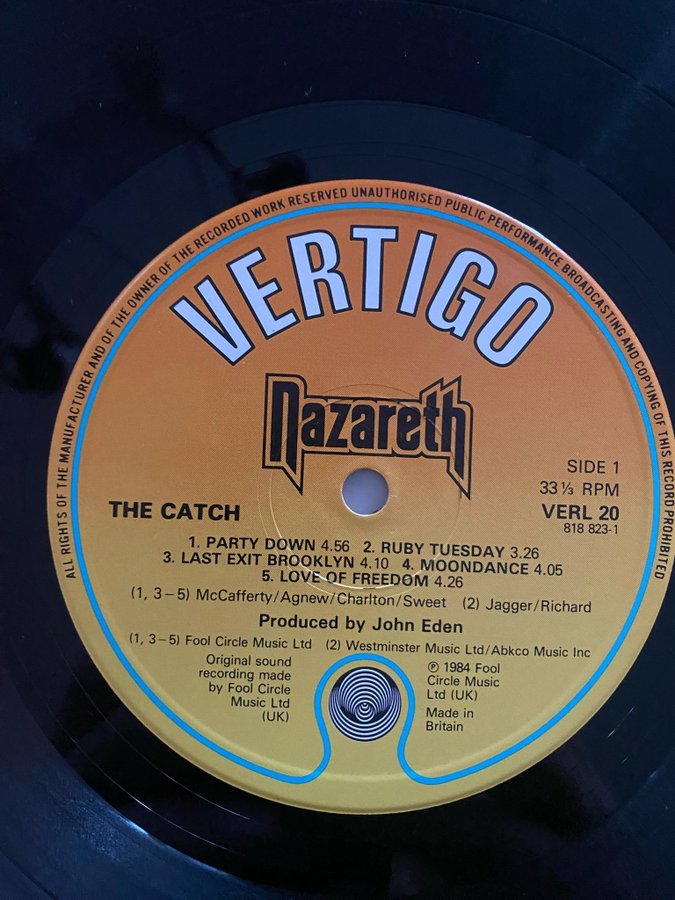 ALL RIGHTS OF THE MANUFACTURER AND OF THE OWNER OF THE RECORDED WORK RESERVED UNAUTHORISED PUBLIC PERFORMANCE BROADCASTING AND COPYING OF THIS RECORD PROHIBITED
VERTIGO
Nazareth
SIDE 1
33 ⅓ RPM
THE CATCH
VERL 20
818 823-1
1. PARTY DOWN 4.56 2. RUBY TUESDAY 3.26
3. LAST EXIT BROOKLYN 4.10 4. MOONDANCE 4.05
5. LOVE OF FREEDOM 4.26
(1, 3–5) McCafferty/Agnew/Charlton/Sweet (2) Jagger/Richard
Produced by John Eden
(1, 3–5) Fool Circle Music Ltd (2) Westminster Music Ltd/Abkco Music Inc
Original sound
recording made
by Fool Circle
Music Ltd
(UK)
℗ 1984 Fool
Circle Music
Ltd (UK)
Made in
Britain